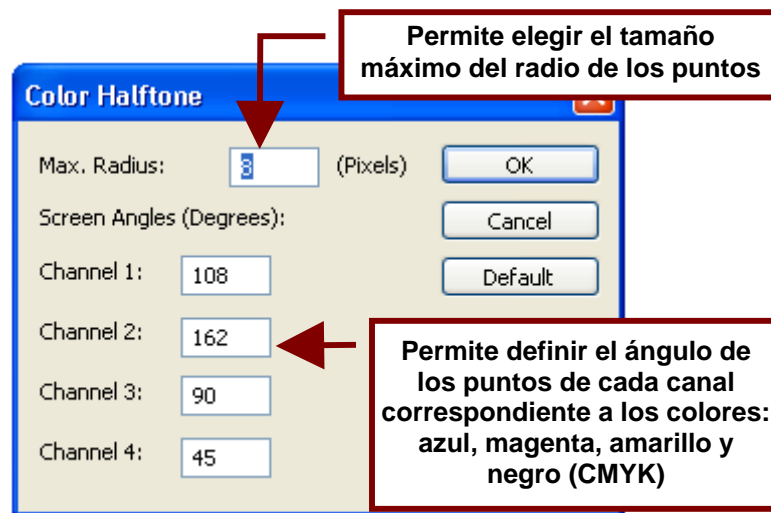 Permite elegir el tamaño
máximo del radio de los puntos
Color Halftone
Max. Radius: 8 (Pixels) OK
Screen Angles (Degrees): Cancel
Channel 1: 108 Default
Channel 2: 162
Channel 3: 90
Channel 4: 45
Permite definir el ángulo de
los puntos de cada canal
correspondiente a los colores:
azul, magenta, amarillo y
negro (CMYK)